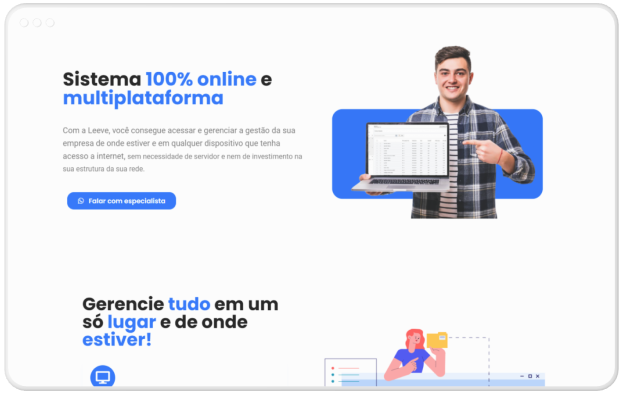 Sistema 100% online e
multiplataforma
Com a Leeve, você consegue acessar e gerenciar a gestão da sua
empresa de onde estiver e em qualquer dispositivo que tenha
acesso a internet, sem necessidade de servidor e nem de investimento na
sua estrutura da sua rede.
Falar com especialista
Gerencie tudo em um
só lugar e de onde
estiver!